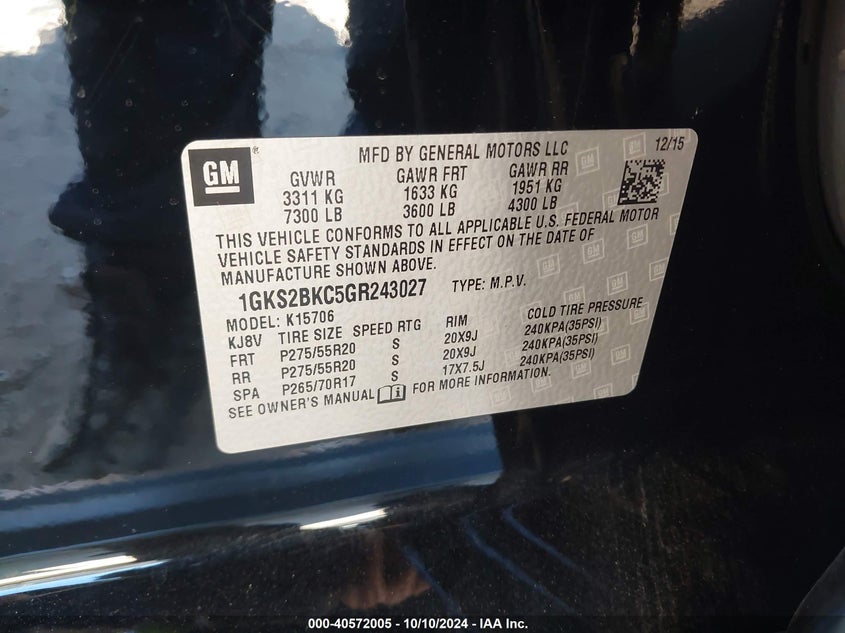 GM® MFD BY GENERAL MOTORS LLC 12/15
GVWR GAWR FRT GAWR RR
3311 KG 1633 KG 1951 KG
7300 LB 3600 LB 4300 LB
THIS VEHICLE CONFORMS TO ALL APPLICABLE U.S. FEDERAL MOTOR
VEHICLE SAFETY STANDARDS IN EFFECT ON THE DATE OF
MANUFACTURE SHOWN ABOVE.
1GKS2BKC5GR243027 TYPE: M.P.V.
MODEL: K15706
KJ8V TIRE SIZE SPEED RTG RIM COLD TIRE PRESSURE
FRT P275/55R20 S 20X9J 240KPA(35PSI)
RR P275/55R20 S 20X9J 240KPA(35PSI)
SPA P265/70R17 S 17X7.5J 240KPA(35PSI)
SEE OWNER'S MANUAL FOR MORE INFORMATION.
000-40572005 - 10/10/2024 - IAA Inc.